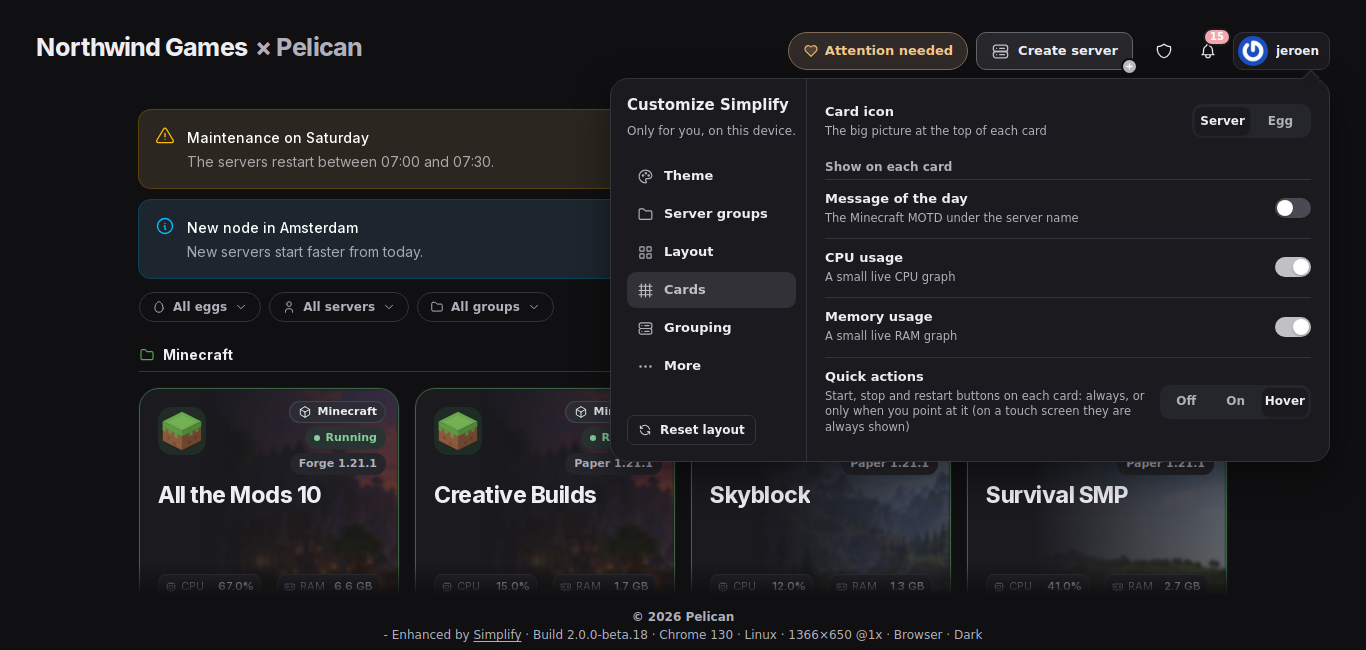 Northwind Games × Pelican
Attention needed
Create server
15
jeroen
Maintenance on Saturday
The servers restart between 07:00 and 07:30.
New node in Amsterdam
New servers start faster from today.
All eggs
All servers
All groups
Minecraft
Customize Simplify
Only for you, on this device.
Theme
Server groups
Layout
Cards
Grouping
More
Reset layout
Card icon
The big picture at the top of each card
Server
Egg
Show on each card
Message of the day
The Minecraft MOTD under the server name
CPU usage
A small live CPU graph
Memory usage
A small live RAM graph
Quick actions
Start, stop and restart buttons on each card: always, or
only when you point at it (on a touch screen they are
always shown)
Off
On
Hover
Minecraft
Running
Forge 1.21.1
All the Mods 10
CPU 67.0%
RAM 6.6 GB
Paper 1.21.1
Creative Builds
CPU 15.0%
RAM 1.7 GB
Paper 1.21.1
Skyblock
CPU 12.0%
RAM 1.3 GB
Paper 1.21.1
Survival SMP
CPU 41.0%
RAM 2.7 GB
© 2026 Pelican
- Enhanced by Simplify · Build 2.0.0-beta.18 · Chrome 130 · Linux · 1366×650 @1x · Browser · Dark